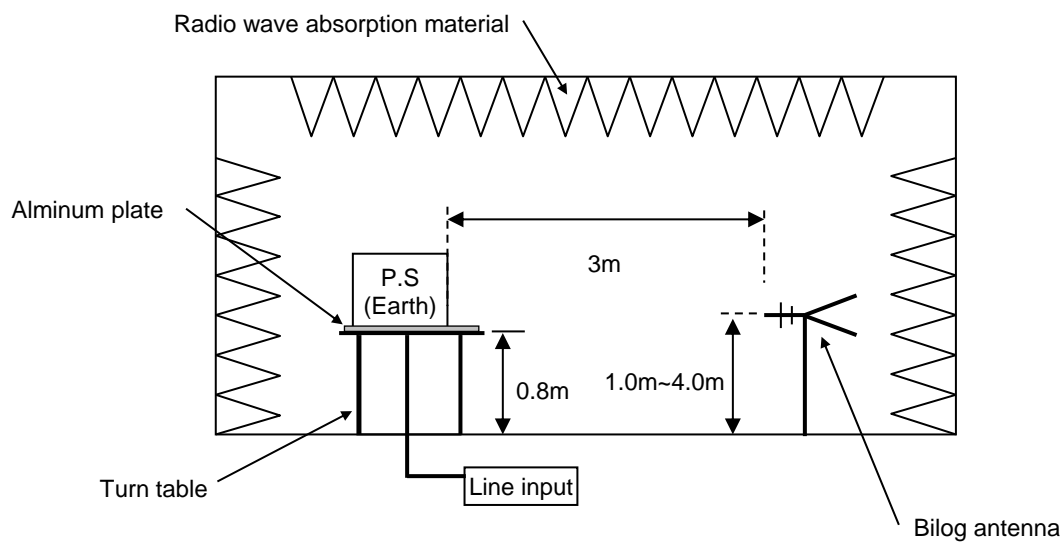 Radio wave absorption material
Alminum plate
3m
P.S
(Earth)
0.8m
1.0m~4.0m
Turn table
Line input
Bilog antenna